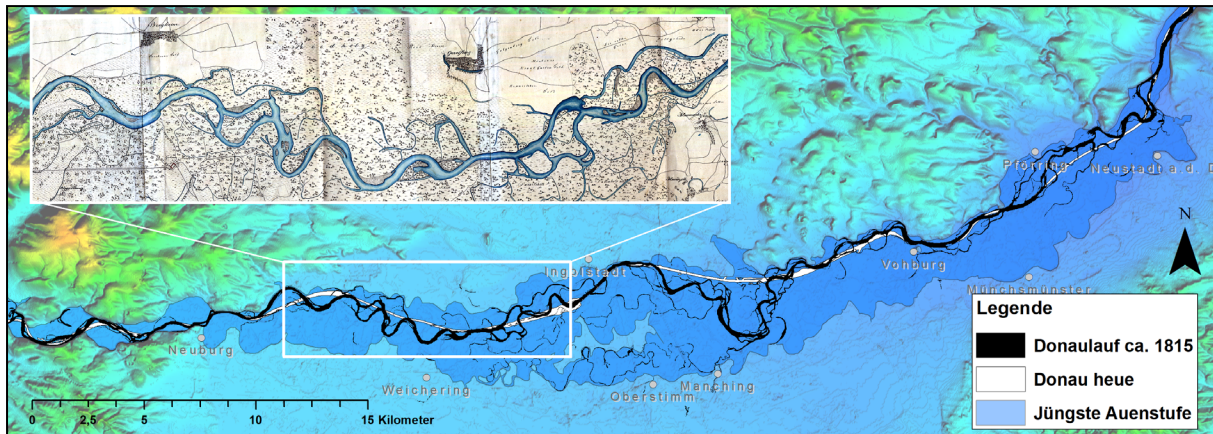 Pförring
Neustadt a.d. D
N
Ingolstadt
Vohburg
Münchsmünster
Neuburg
Weichering
Oberstimm
Manching
Legende
Donaulauf ca. 1815
Donau heue
Jüngste Auenstufe
0 2,5 5 10 15 Kilometer